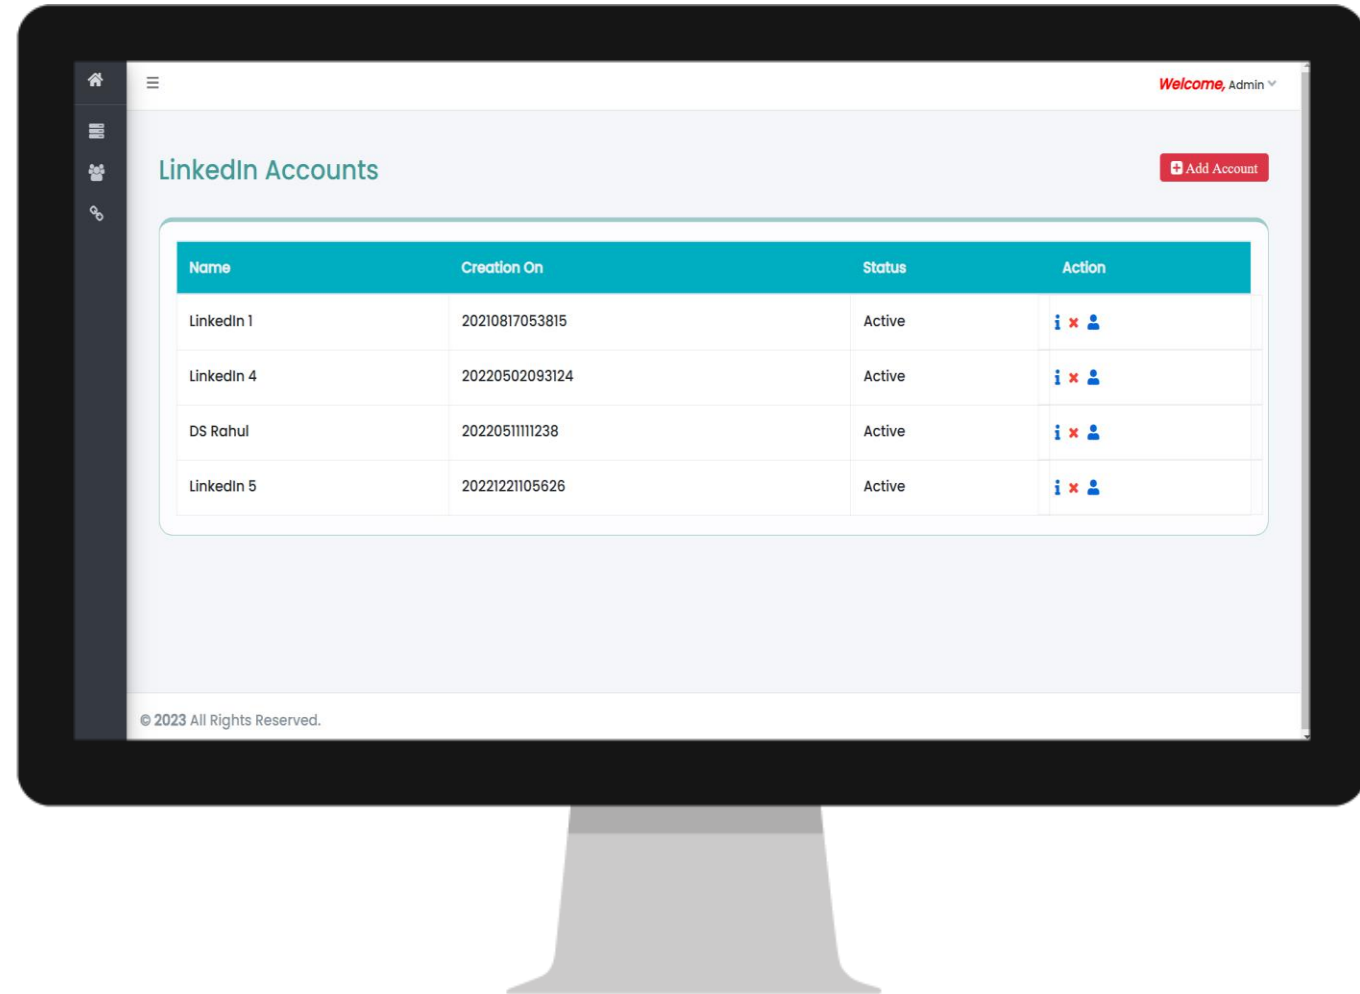 Welcome, Admin
LinkedIn Accounts
Add Account
Name Creation On Status Action
LinkedIn 1 20210817053815 Active
LinkedIn 4 20220502093124 Active
DS Rahul 20220511111238 Active
LinkedIn 5 20221221105626 Active
© 2023 All Rights Reserved.